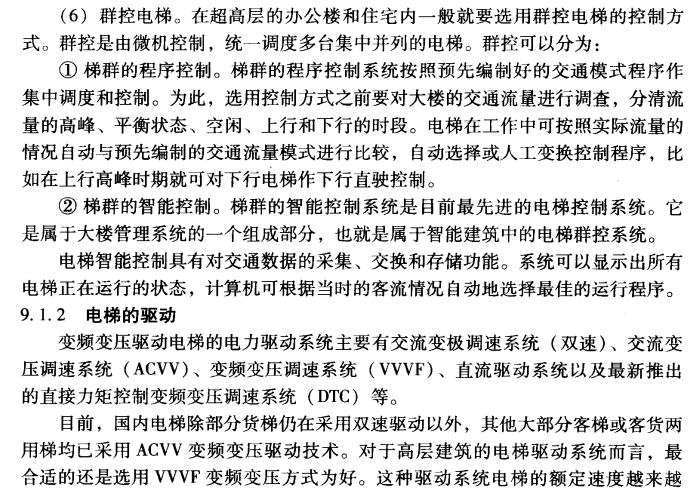 （6）群控电梯。在超高层的办公楼和住宅内一般就要选用群控电梯的控制方
式。群控是由微机控制，统一调度多台集中并列的电梯。群控可以分为：
① 梯群的程序控制。梯群的程序控制系统按照预先编制好的交通模式程序作
集中调度和控制。为此，选用控制方式之前要对大楼的交通流量进行调查，分清流
量的高峰、平衡状态、空闲、上行和下行的时段。电梯在工作中可按照实际流量的
情况自动与预先编制的交通流量模式进行比较，自动选择或人工变换控制程序，比
如在上行高峰时期就可对下行电梯作下行直驶控制。
② 梯群的智能控制。梯群的智能控制系统是目前最先进的电梯控制系统。它
是属于大楼管理系统的一个组成部分，也就是属于智能建筑中的电梯群控系统。
电梯智能控制具有对交通数据的采集、交换和存储功能。系统可以显示出所有
电梯正在运行的状态，计算机可根据当时的客流情况自动地选择最佳的运行程序。
9.1.2 电梯的驱动
变频变压驱动电梯的电力驱动系统主要有交流变极调速系统（双速）、交流变
压调速系统（ACVV）、变频变压调速系统（VVVF）、直流驱动系统以及最新推出
的直接力矩控制变频变压调速系统（DTC）等。
目前，国内电梯除部分货梯仍在采用双速驱动以外，其他大部分客梯或客货两
用梯均已采用 ACVV 变频变压驱动技术。对于高层建筑的电梯驱动系统而言，最
合适的还是选用 VVVF 变频变压方式为好。这种驱动系统电梯的额定速度越来越